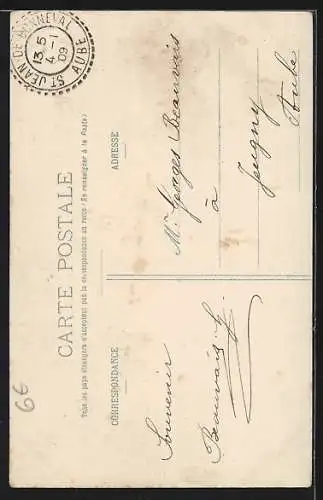 CARTE POSTALE
Tous les pays étrangers n'acceptent pas la correspondance au recto (Se renseigner à la Poste)
CORRESPONDANCE
ADRESSE
Souvenir
Beauvais G.
Mr Georges Beauvais
à
Jeugny
Aube
ST JEAN-DE-BONNEVAL
13 5
4 -1
09
AUBE
6€